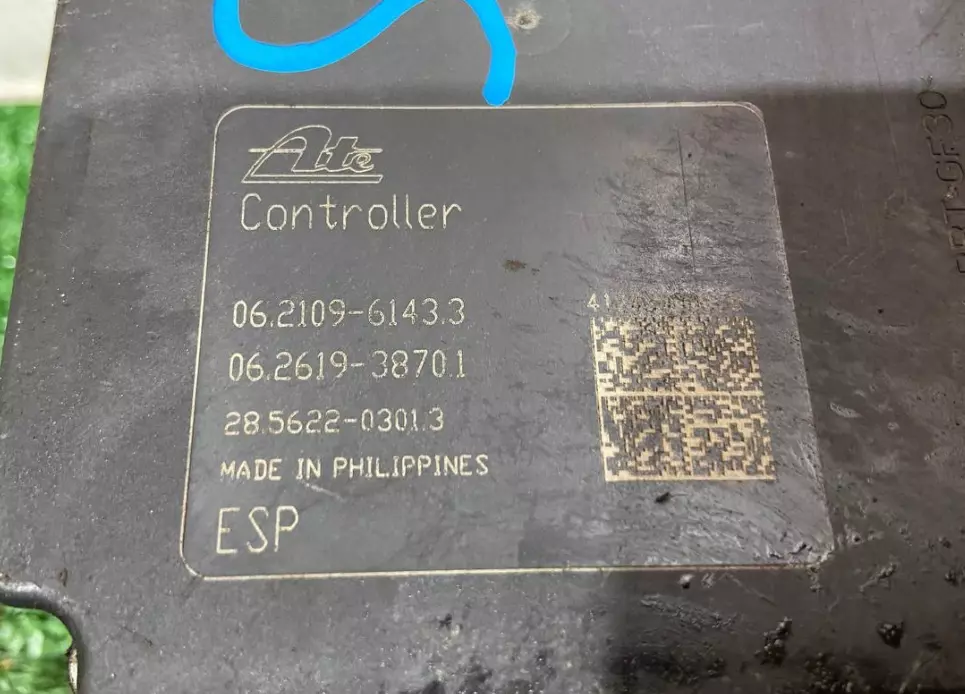 Ate
Controller
06.2109-6143.3
06.2619-3870.1
28.5622-0301.3
MADE IN PHILIPPINES
ESP